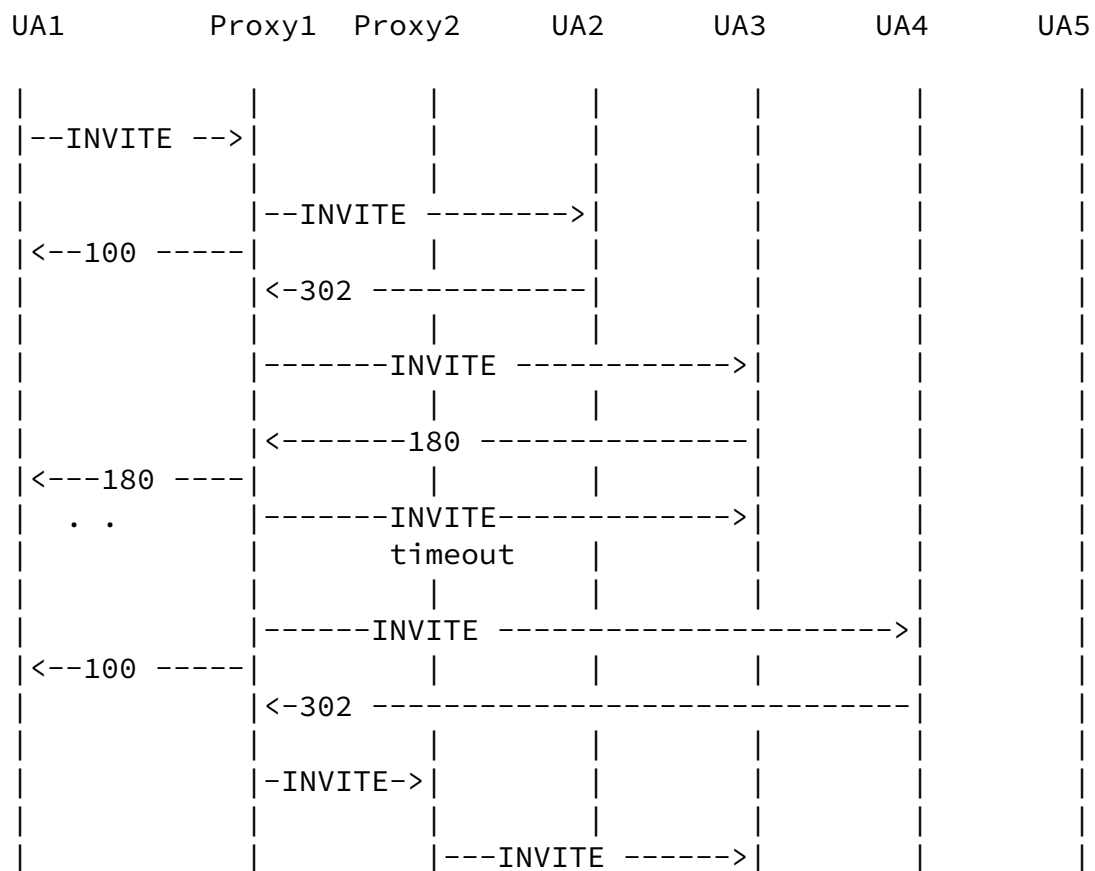 UA1 Proxy1 Proxy2 UA2 UA3 UA4 UA5
| | | | | | |
|--INVITE -->| | | | | |
| | | | | | |
| |--INVITE -------->| | | |
|<--100 -----| | | | | |
| |<-302 ------------| | | |
| | | | | | |
| |-------INVITE ------------>| | |
| | | | | | |
| |<-------180 ---------------| | |
|<---180 ----| | | | | |
| . . |-------INVITE------------->| | |
| | timeout | | | |
| | | | | | |
| |------INVITE ---------------------->| |
|<--100 -----| | | | | |
| |<-302 ------------------------------| |
| | | | | | |
| |-INVITE->| | | | |
| | | | | | |
| | |---INVITE ------>| | |